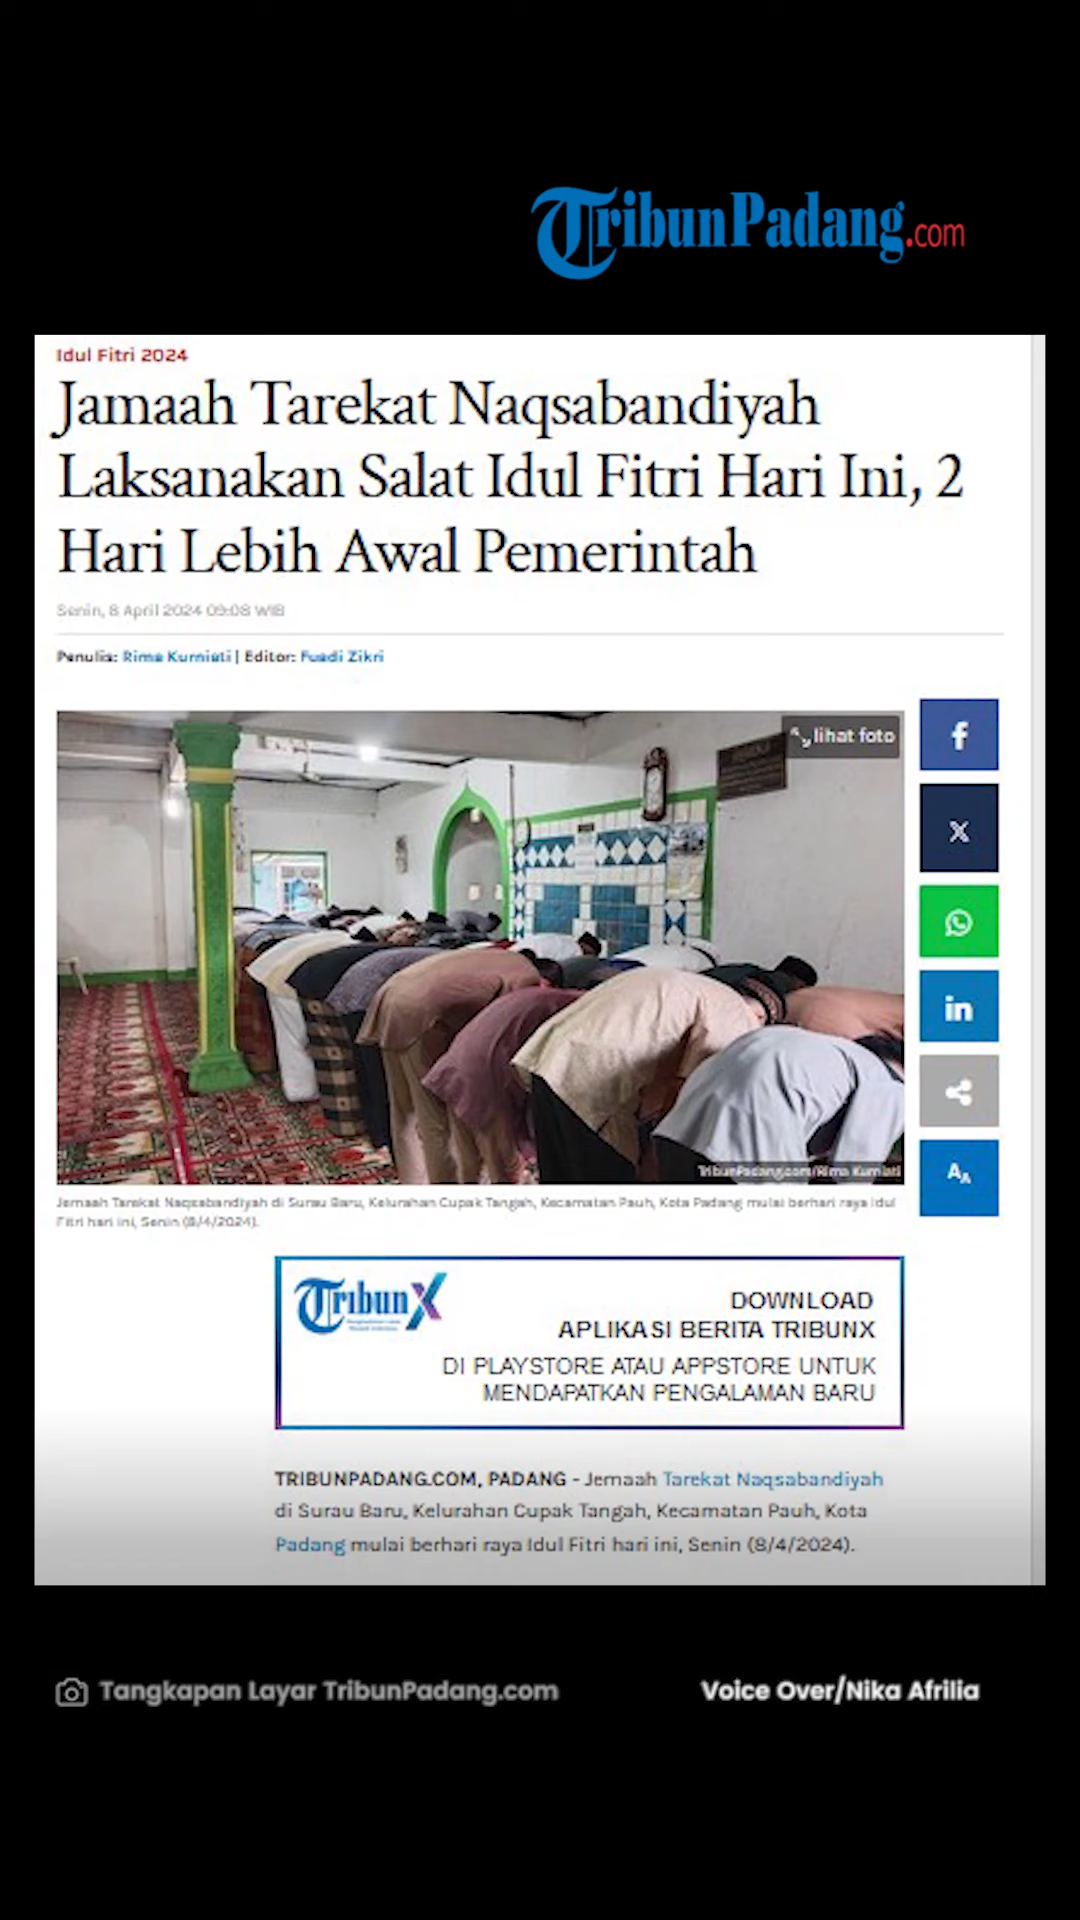 TribunPadang.com
Idul Fitri 2024
Jamaah Tarekat Naqsabandiyah
Laksanakan Salat Idul Fitri Hari Ini, 2
Hari Lebih Awal Pemerintah
Senin, 8 April 2024 09:08 WIB
Penulis: Rima Kurniati | Editor: Fuadi Zikri
lihat foto
TribunPadang.com/Rima Kurniati
Jemaah Tarekat Naqsabandiyah di Surau Baru, Kelurahan Cupak Tangah, Kecamatan Pauh, Kota Padang mulai berhari raya Idul
Fitri hari ini, Senin (8/4/2024).
TribunX
DOWNLOAD
APLIKASI BERITA TRIBUNX
DI PLAYSTORE ATAU APPSTORE UNTUK
MENDAPATKAN PENGALAMAN BARU
TRIBUNPADANG.COM, PADANG - Jemaah Tarekat Naqsabandiyah
di Surau Baru, Kelurahan Cupak Tangah, Kecamatan Pauh, Kota
Padang mulai berhari raya Idul Fitri hari ini, Senin (8/4/2024).
Tangkapan Layar TribunPadang.com
Voice Over/Nika Afrilia